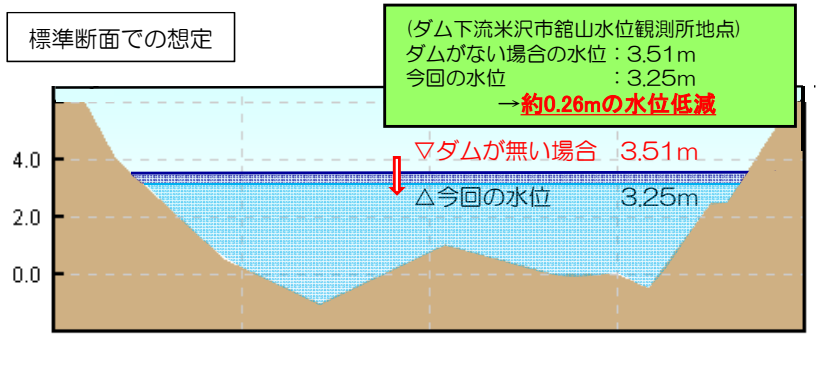 標準断面での想定
(ダム下流米沢市舘山水位観測所地点)
ダムがない場合の水位：3.51m
今回の水位　　　　　：3.25m
→約0.26mの水位低減
▽ダムが無い場合　3.51m
△今回の水位　3.25m
4.0
2.0
0.0